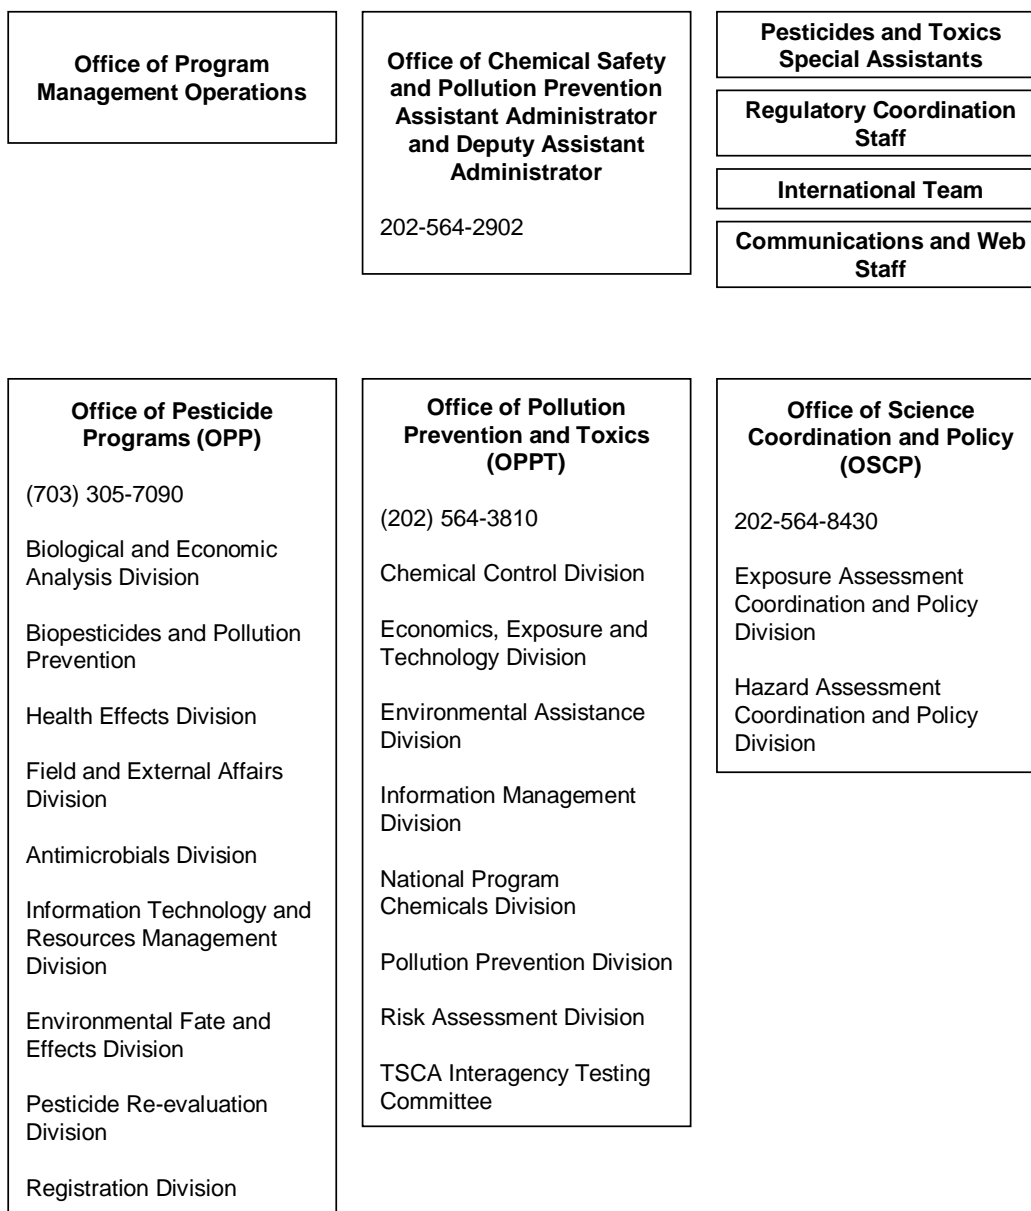 Office of Program
Management Operations
Office of Chemical Safety
and Pollution Prevention
Assistant Administrator
and Deputy Assistant
Administrator
202-564-2902
Pesticides and Toxics
Special Assistants
Regulatory Coordination
Staff
International Team
Communications and Web
Staff
Office of Pesticide
Programs (OPP)
(703) 305-7090
Biological and Economic
Analysis Division
Biopesticides and Pollution
Prevention
Health Effects Division
Field and External Affairs
Division
Antimicrobials Division
Information Technology and
Resources Management
Division
Environmental Fate and
Effects Division
Pesticide Re-evaluation
Division
Registration Division
Office of Pollution
Prevention and Toxics
(OPPT)
(202) 564-3810
Chemical Control Division
Economics, Exposure and
Technology Division
Environmental Assistance
Division
Information Management
Division
National Program
Chemicals Division
Pollution Prevention Division
Risk Assessment Division
TSCA Interagency Testing
Committee
Office of Science
Coordination and Policy
(OSCP)
202-564-8430
Exposure Assessment
Coordination and Policy
Division
Hazard Assessment
Coordination and Policy
Division